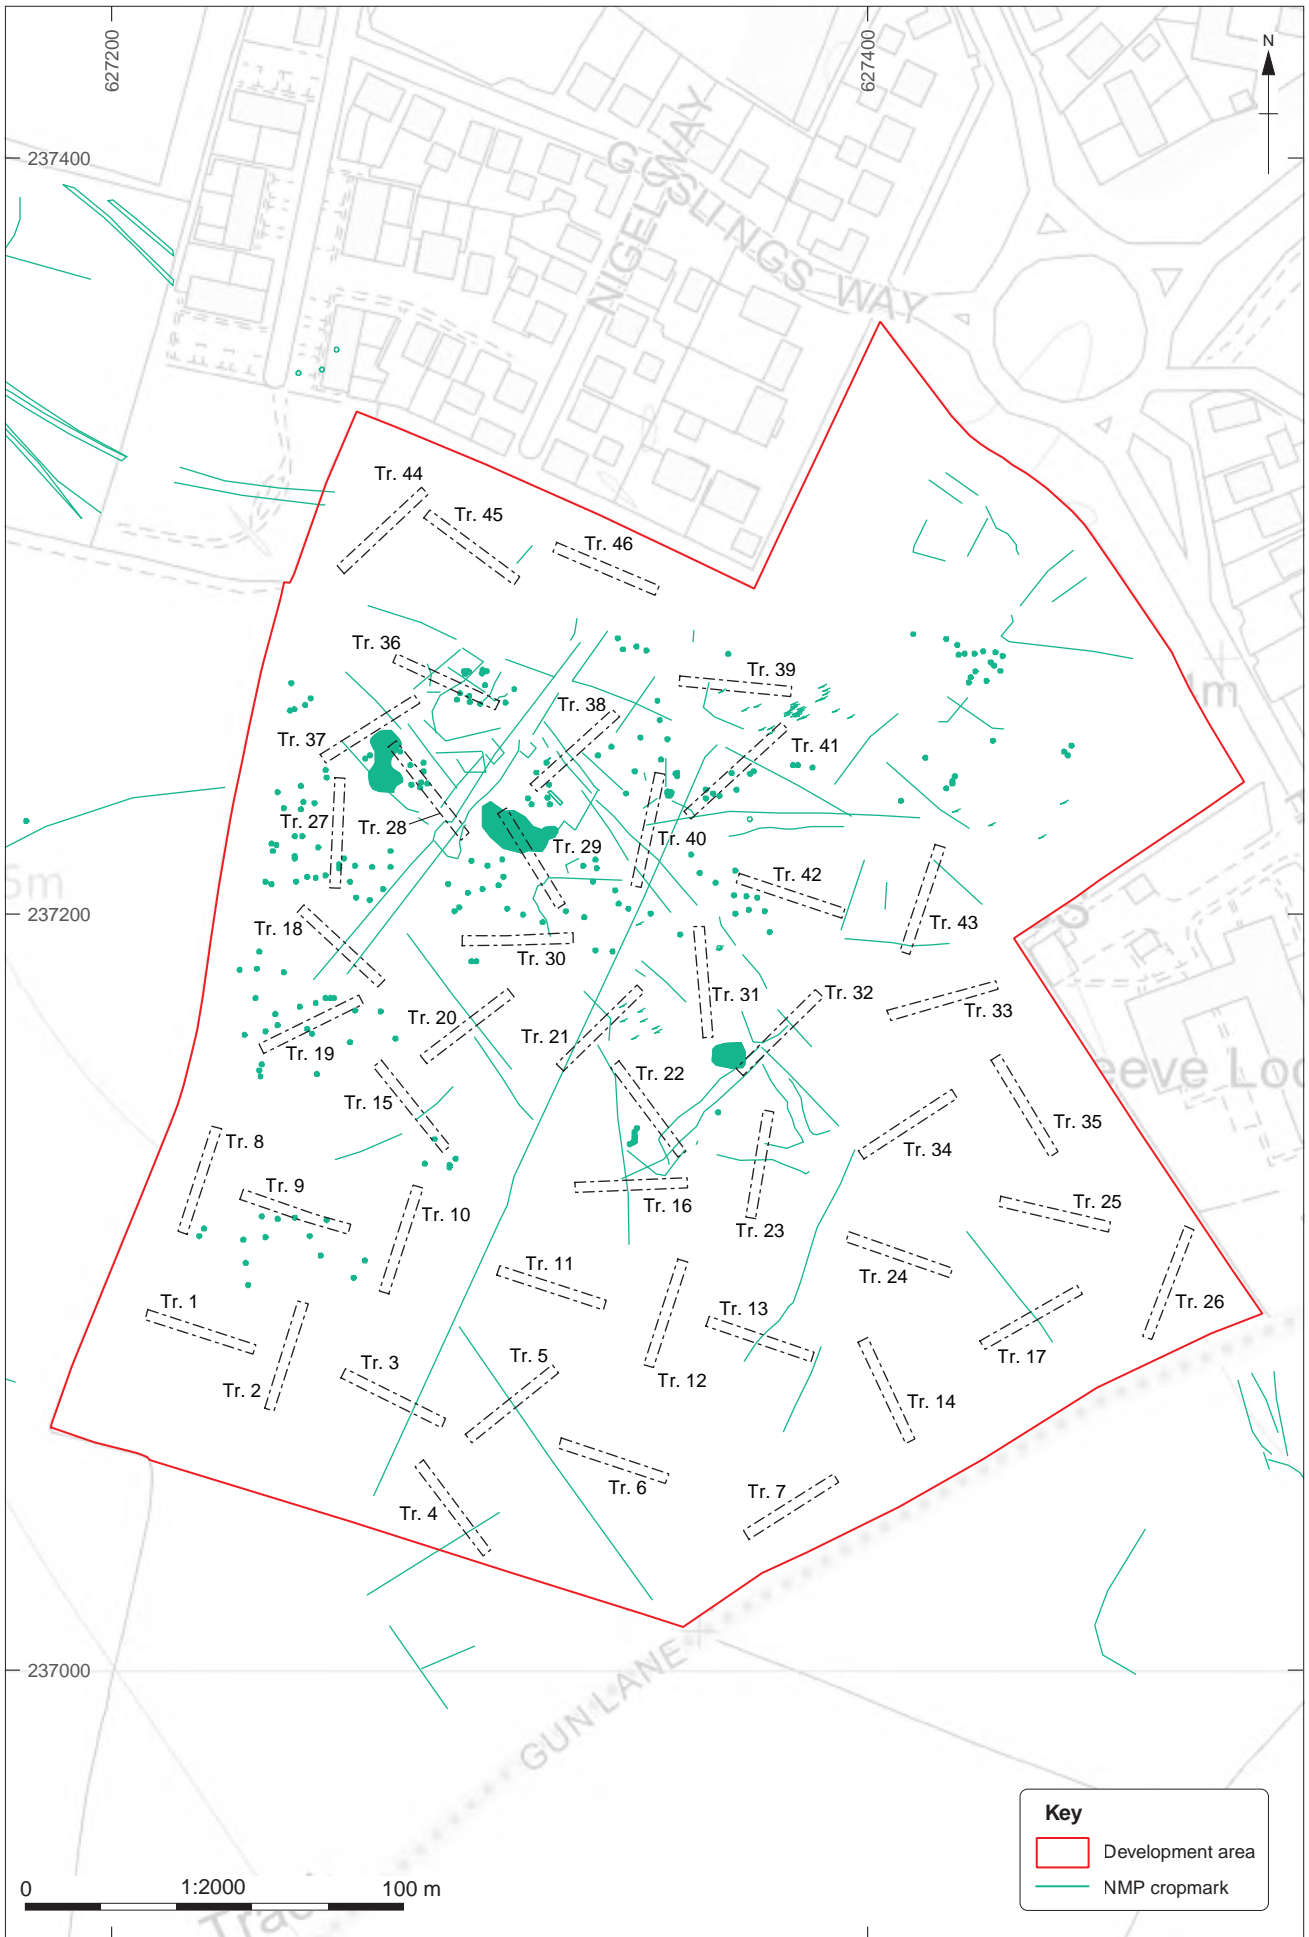 627200
627400
N
237400
GOSLINGS WAY
NIGEL WAY
Tr. 44
Tr. 45
Tr. 46
Tr. 36
Tr. 39
Tr. 38
Tr. 37
Tr. 41
Tr. 27
Tr. 28
Tr. 29
Tr. 40
Tr. 42
5m
237200
Tr. 18
Tr. 43
Tr. 30
Tr. 31
Tr. 32
Tr. 33
Tr. 20
Tr. 21
Tr. 19
Tr. 22
eeve Loc
Tr. 15
Tr. 35
Tr. 8
Tr. 34
Tr. 9
Tr. 10
Tr. 16
Tr. 25
Tr. 23
Tr. 11
Tr. 24
Tr. 1
Tr. 13
Tr. 26
Tr. 5
Tr. 17
Tr. 3
Tr. 12
Tr. 2
Tr. 14
Tr. 6
Tr. 7
Tr. 4
237000
GUN LANE
Key
Development area
NMP cropmark
0
1:2000
100 m